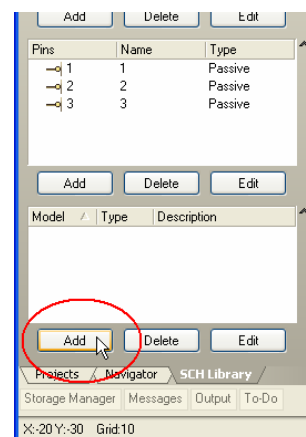 Add Delete Edit
Pins Name Type
1 1 Passive
2 2 Passive
3 3 Passive
Add Delete Edit
Model Type Description
Add Delete Edit
Projects Navigator SCH Library
Storage Manager Messages Output To-Do
X:-20 Y:-30 Grid:10